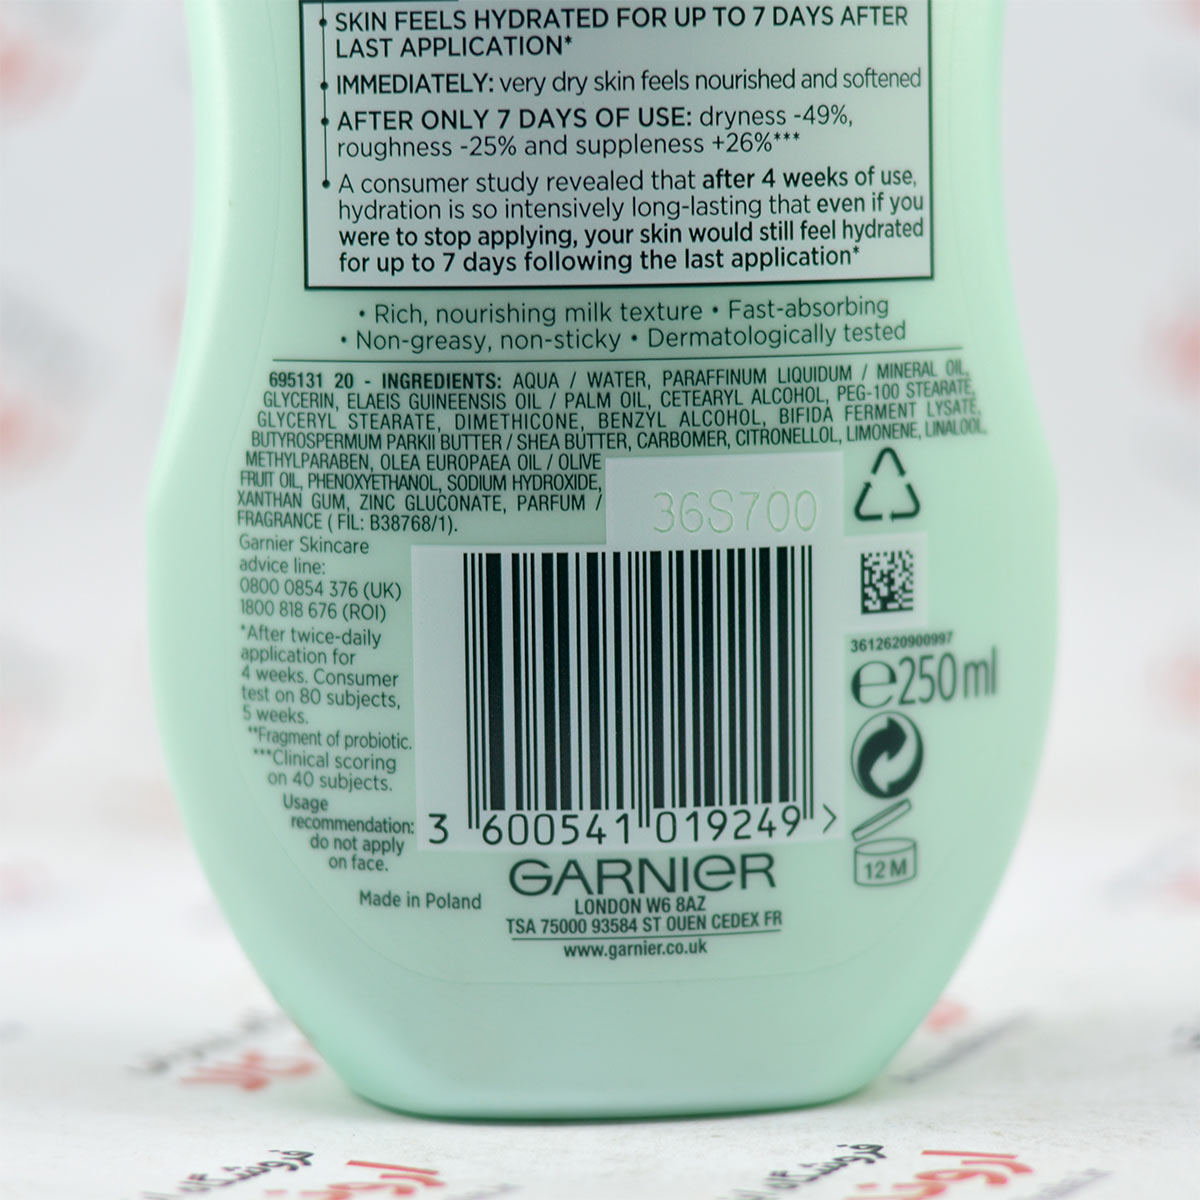 • SKIN FEELS HYDRATED FOR UP TO 7 DAYS AFTER
LAST APPLICATION*
• IMMEDIATELY: very dry skin feels nourished and softened
• AFTER ONLY 7 DAYS OF USE: dryness -49%,
roughness -25% and suppleness +26%***
• A consumer study revealed that after 4 weeks of use,
hydration is so intensively long-lasting that even if you
were to stop applying, your skin would still feel hydrated
for up to 7 days following the last application*
• Rich, nourishing milk texture • Fast-absorbing
• Non-greasy, non-sticky • Dermatologically tested
695131 20 - INGREDIENTS: AQUA / WATER, PARAFFINUM LIQUIDUM / MINERAL OIL,
GLYCERIN, ELAEIS GUINEENSIS OIL / PALM OIL, CETEARYL ALCOHOL, PEG-100 STEARATE,
GLYCERYL STEARATE, DIMETHICONE, BENZYL ALCOHOL, BIFIDA FERMENT LYSATE,
BUTYROSPERMUM PARKII BUTTER / SHEA BUTTER, CARBOMER, CITRONELLOL, LIMONENE, LINALOOL,
METHYLPARABEN, OLEA EUROPAEA OIL / OLIVE
FRUIT OIL, PHENOXYETHANOL, SODIUM HYDROXIDE,
XANTHAN GUM, ZINC GLUCONATE, PARFUM /
FRAGRANCE ( FIL: B38768/1).
36S700
Garnier Skincare
advice line:
0800 0854 376 (UK)
1800 818 676 (ROI)
*After twice-daily
application for
4 weeks. Consumer
test on 80 subjects,
5 weeks.
**Fragment of probiotic.
***Clinical scoring
on 40 subjects.
Usage
recommendation:
do not apply
on face.
Made in Poland
3612620900997
e250ml
12 M
3 600541 019249 >
GARNIER
LONDON W6 8AZ
TSA 75000 93584 ST OUEN CEDEX FR
www.garnier.co.uk